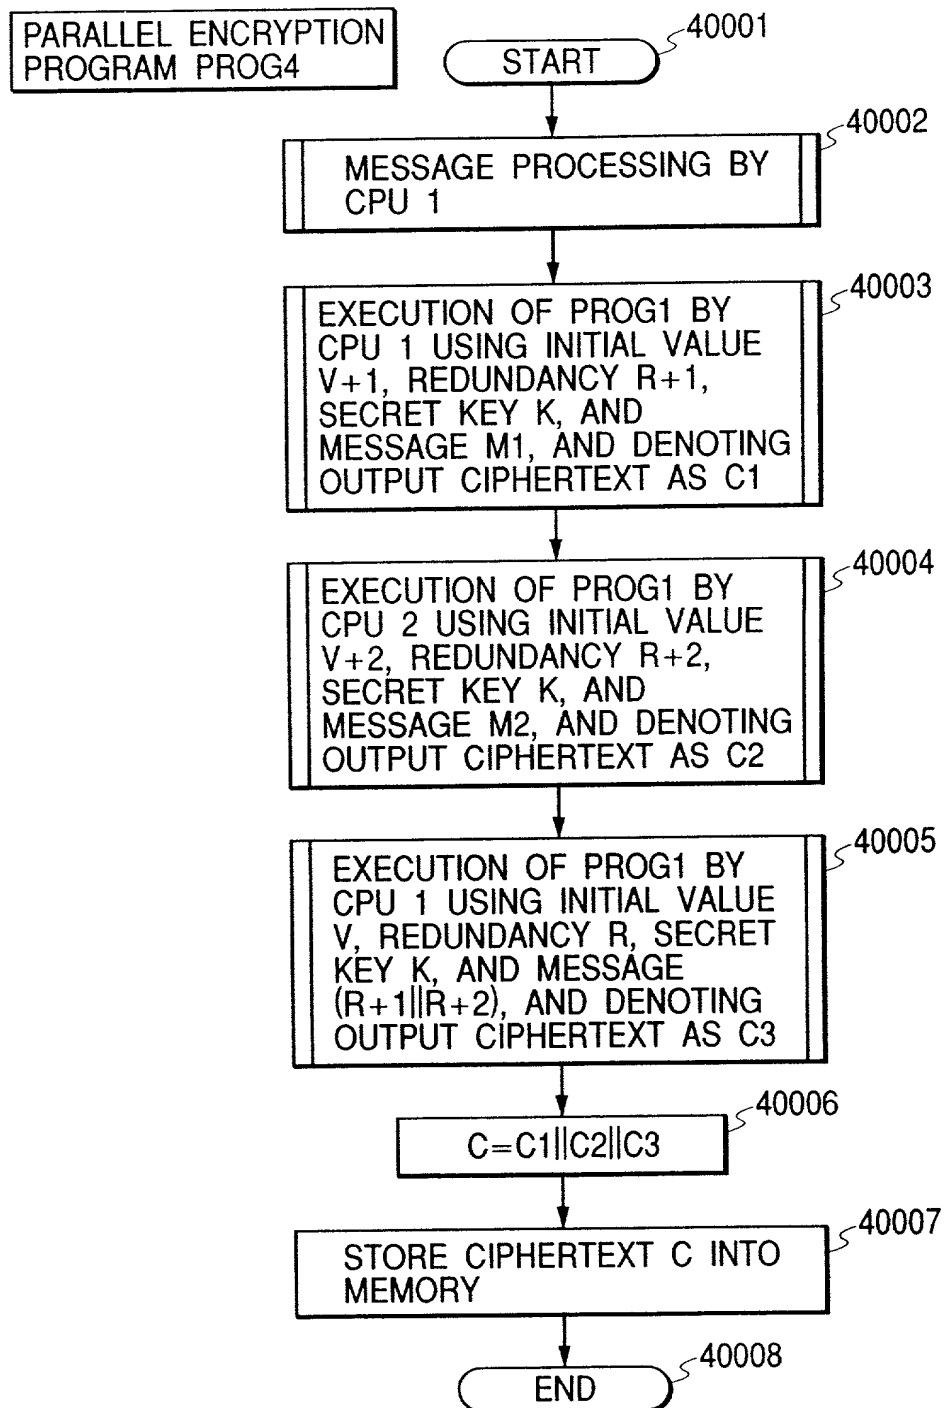 PARALLEL ENCRYPTION
PROGRAM PROG4
START
40001
MESSAGE PROCESSING BY
CPU 1
40002
EXECUTION OF PROG1 BY
CPU 1 USING INITIAL VALUE
V+1, REDUNDANCY R+1,
SECRET KEY K, AND
MESSAGE M1, AND DENOTING
OUTPUT CIPHERTEXT AS C1
40003
EXECUTION OF PROG1 BY
CPU 2 USING INITIAL VALUE
V+2, REDUNDANCY R+2,
SECRET KEY K, AND
MESSAGE M2, AND DENOTING
OUTPUT CIPHERTEXT AS C2
40004
EXECUTION OF PROG1 BY
CPU 1 USING INITIAL VALUE
V, REDUNDANCY R, SECRET
KEY K, AND MESSAGE
(R+1||R+2), AND DENOTING
OUTPUT CIPHERTEXT AS C3
40005
C=C1||C2||C3
40006
STORE CIPHERTEXT C INTO
MEMORY
40007
END
40008